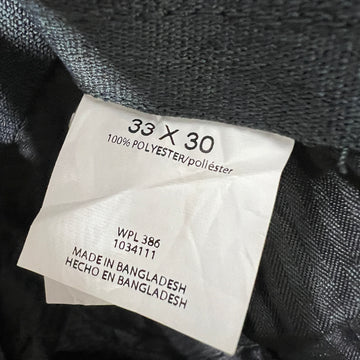 33 X 30
100% POLYESTER/poliéster
WPL 386
1034111
MADE IN BANGLADESH
HECHO EN BANGLADESH